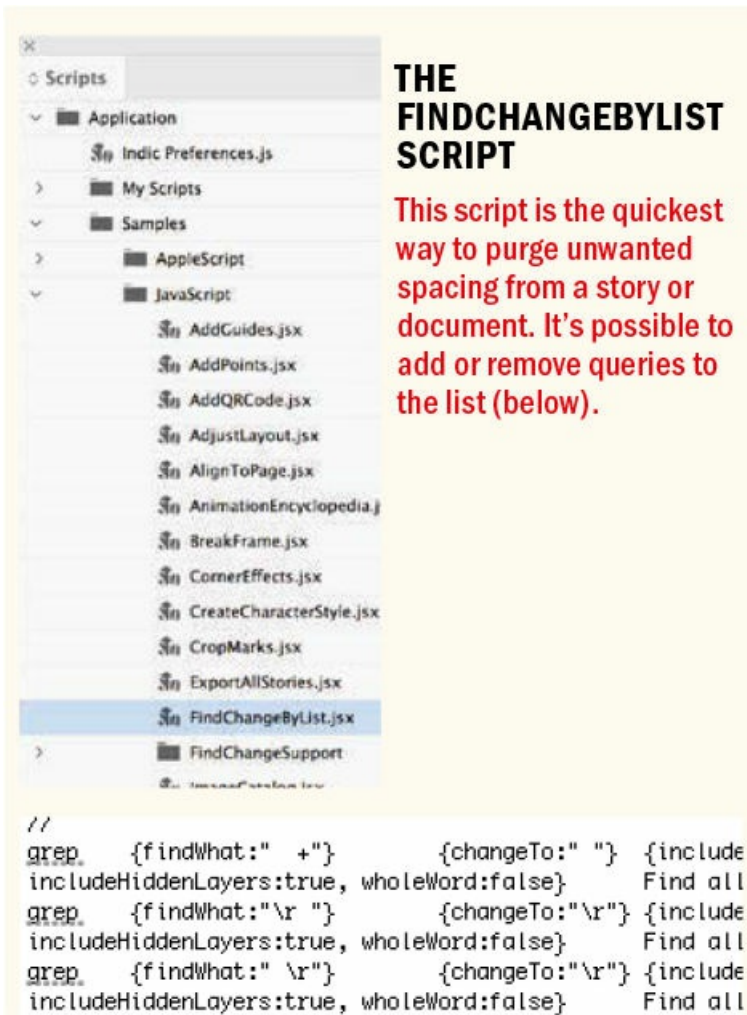 Scripts
Application
Indic Preferences.js
My Scripts
Samples
AppleScript
JavaScript
AddGuides.jsx
AddPoints.jsx
AddQRCode.jsx
AdjustLayout.jsx
AlignToPage.jsx
AnimationEncyclopedia.j
BreakFrame.jsx
CornerEffects.jsx
CreateCharacterStyle.jsx
CropMarks.jsx
ExportAllStories.jsx
FindChangeByList.jsx
FindChangeSupport
THE
FINDCHANGEBYLIST
SCRIPT
This script is the quickest
way to purge unwanted
spacing from a story or
document. It's possible to
add or remove queries to
the list (below).
//
grep {findWhat:"  +"} {changeTo:" "} {include
includeHiddenLayers:true, wholeWord:false} Find all
grep {findWhat:"\r "} {changeTo:"\r"} {include
includeHiddenLayers:true, wholeWord:false} Find all
grep {findWhat:" \r"} {changeTo:"\r"} {include
includeHiddenLayers:true, wholeWord:false} Find all